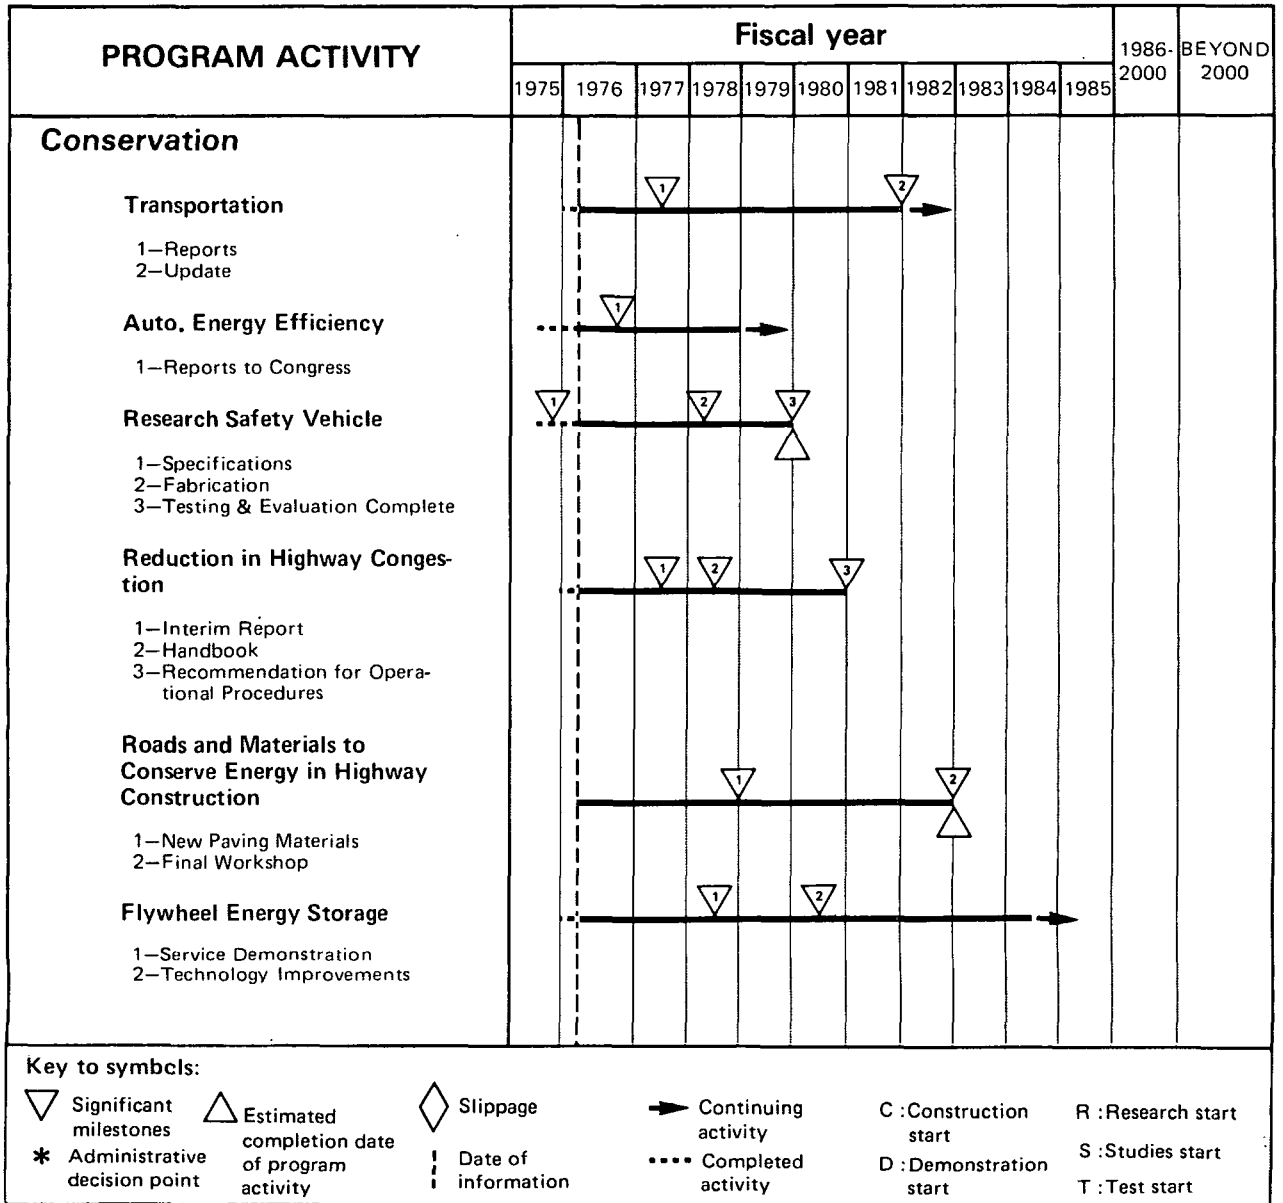 PROGRAM ACTIVITY
Fiscal year
1986-
2000
BEYOND
2000
1975 1976 1977 1978 1979 1980 1981 1982 1983 1984 1985
Conservation
Transportation
1 2
1—Reports
2—Update
Auto. Energy Efficiency
1
1—Reports to Congress
Research Safety Vehicle
1 2 3
1—Specifications
2—Fabrication
3—Testing & Evaluation Complete
Reduction in Highway Conges-
tion
1 2 3
1—Interim Report
2—Handbook
3—Recommendation for Opera-
tional Procedures
Roads and Materials to
Conserve Energy in Highway
Construction
1 2
1—New Paving Materials
2—Final Workshop
Flywheel Energy Storage
1 2
1—Service Demonstration
2—Technology Improvements
Key to symbols:
Significant
milestones
* Administrative
decision point
Estimated
completion date
of program
activity
Slippage
Date of
information
Continuing
activity
Completed
activity
C :Construction
start
D :Demonstration
start
R :Research start
S :Studies start
T :Test start